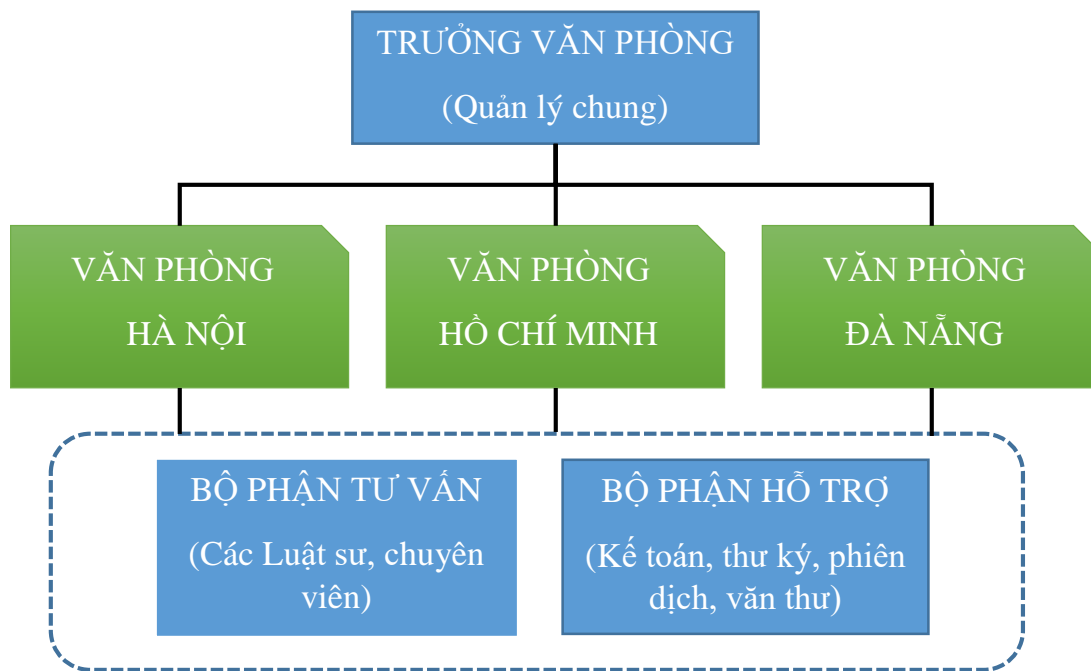 TRƯỞNG VĂN PHÒNG
(Quản lý chung)
VĂN PHÒNG
HÀ NỘI
VĂN PHÒNG
HỒ CHÍ MINH
VĂN PHÒNG
ĐÀ NẴNG
BỘ PHẬN TƯ VẤN
(Các Luật sư, chuyên
viên)
BỘ PHẬN HỖ TRỢ
(Kế toán, thư ký, phiên
dịch, văn thư)